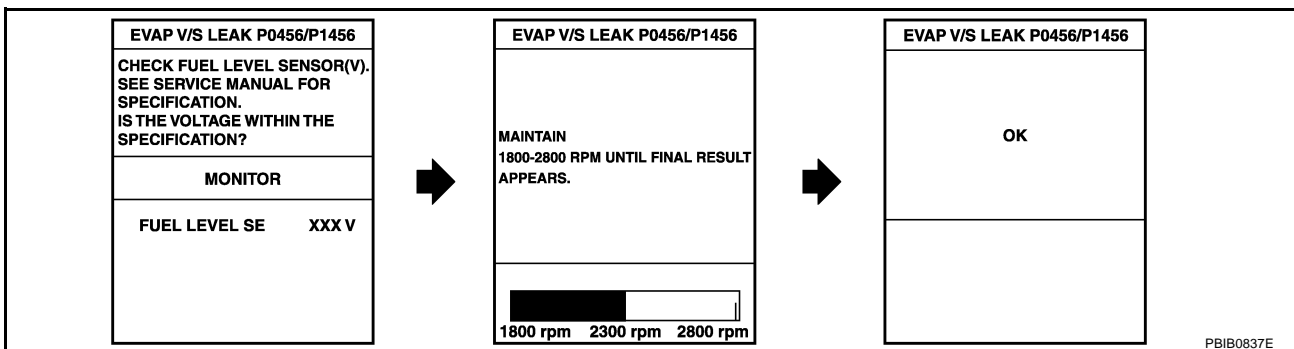 EVAP V/S LEAK P0456/P1456
CHECK FUEL LEVEL SENSOR(V).
SEE SERVICE MANUAL FOR
SPECIFICATION.
IS THE VOLTAGE WITHIN THE
SPECIFICATION?
MONITOR
FUEL LEVEL SE XXX V
EVAP V/S LEAK P0456/P1456
MAINTAIN
1800-2800 RPM UNTIL FINAL RESULT
APPEARS.
1800 rpm 2300 rpm 2800 rpm
EVAP V/S LEAK P0456/P1456
OK
PBIB0837E